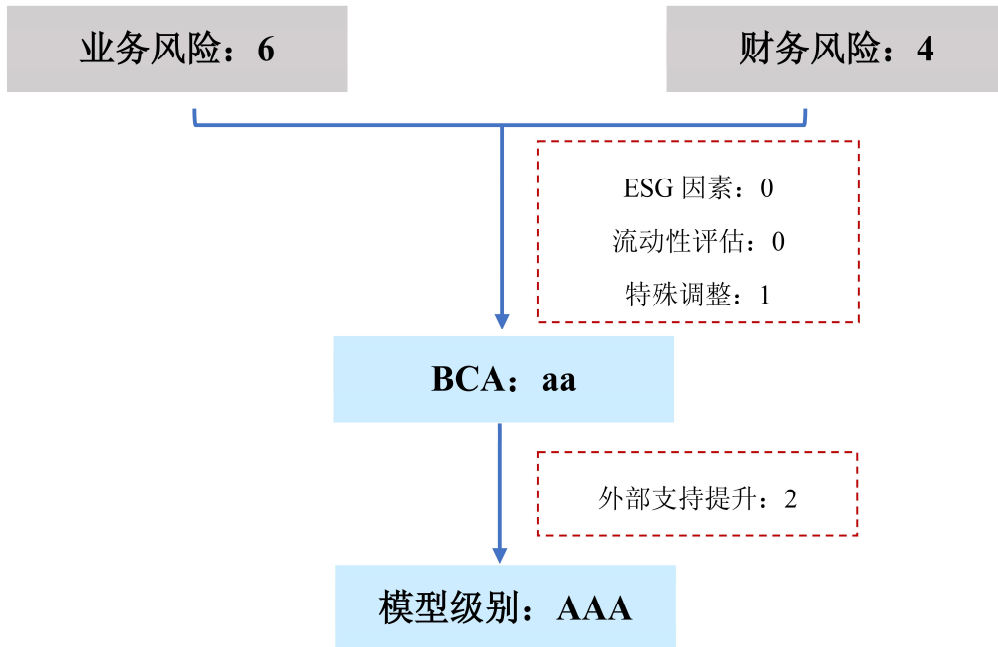 业务风险：6
财务风险：4
ESG 因素：0
流动性评估：0
特殊调整：1
BCA：aa
外部支持提升：2
模型级别：AAA